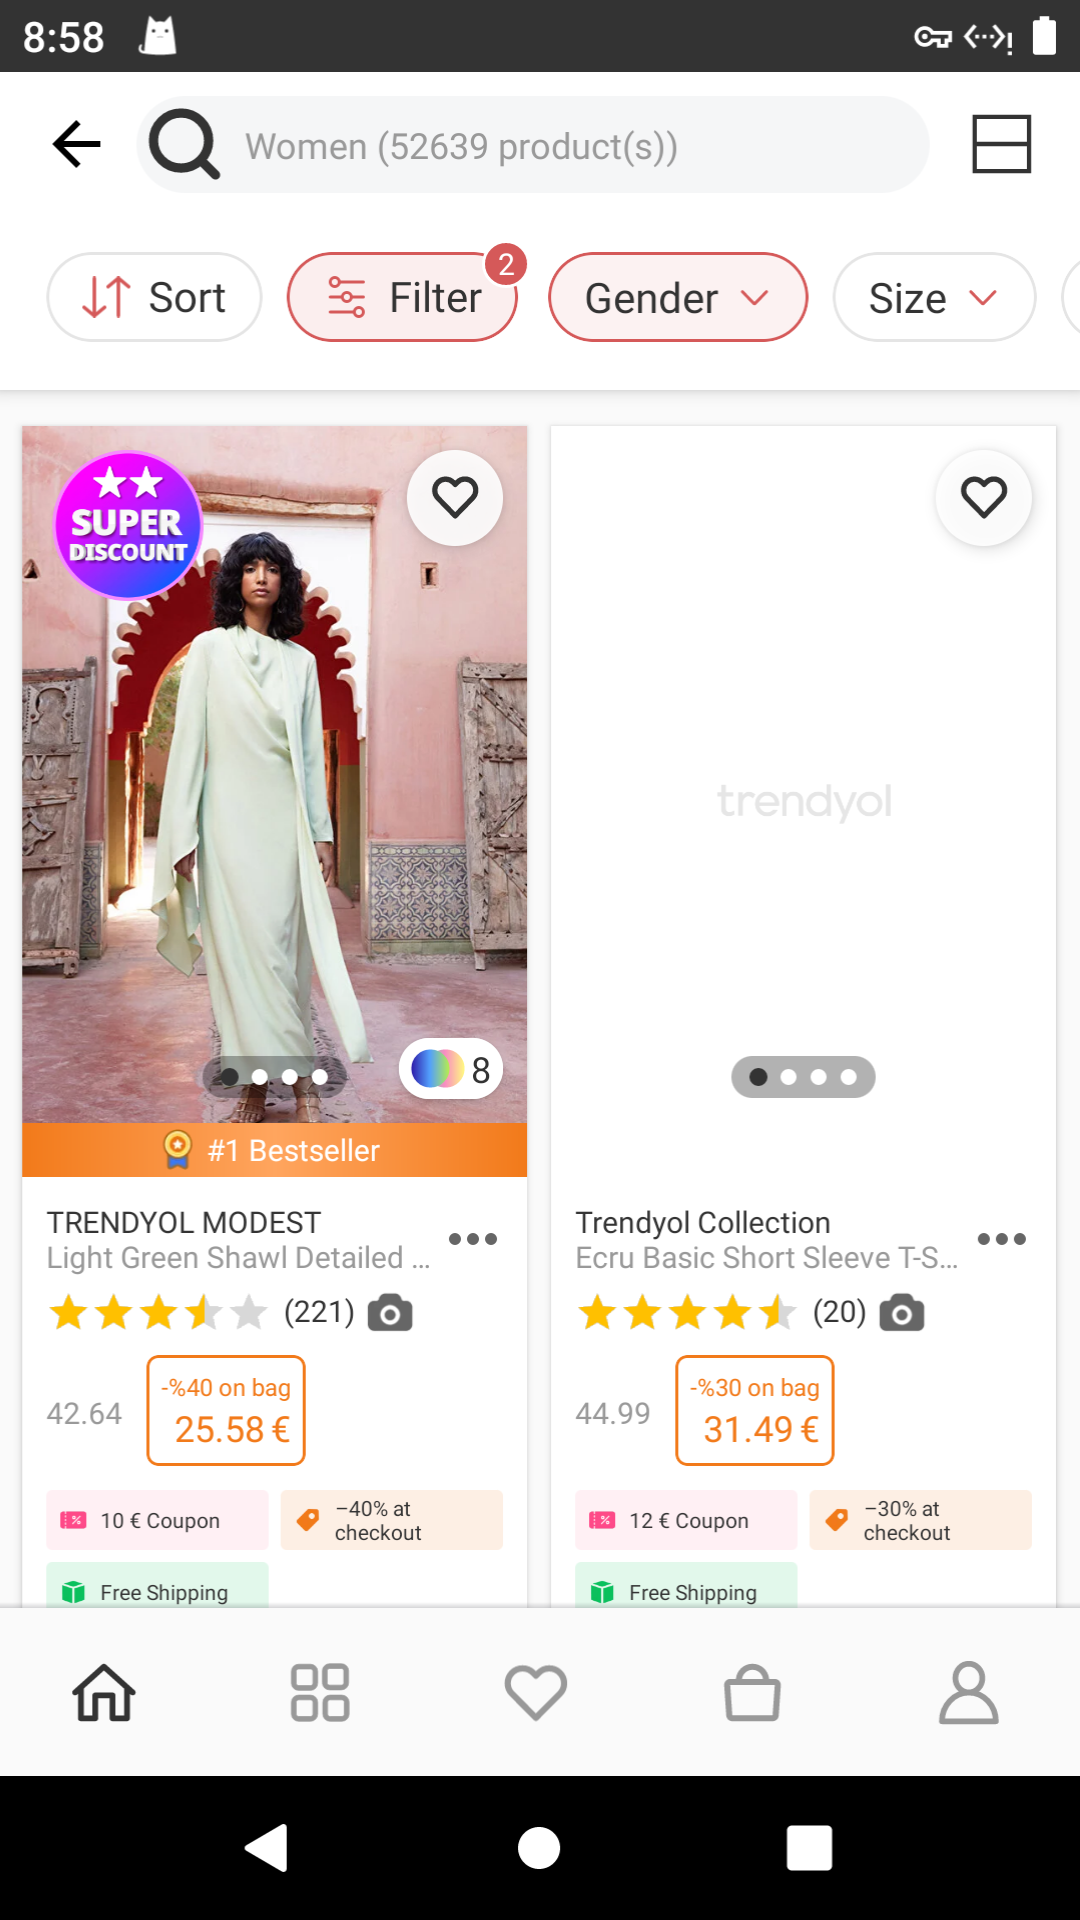 8:58
Women (52639 product(s))
Sort
Filter
2
Gender
Size
SUPER
DISCOUNT
trendyol
8
#1 Bestseller
TRENDYOL MODEST
Light Green Shawl Detailed ...
(221)
42.64
-%40 on bag
25.58 €
10 € Coupon
−40% at
checkout
Free Shipping
Trendyol Collection
Ecru Basic Short Sleeve T-S...
(20)
44.99
-%30 on bag
31.49 €
12 € Coupon
−30% at
checkout
Free Shipping